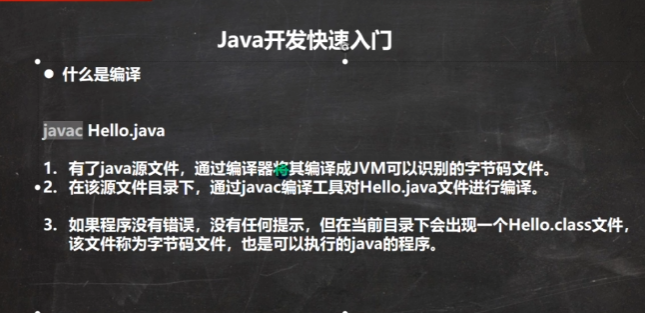 Java开发快速入门
● 什么是编译
javac Hello.java
1. 有了java源文件，通过编译器将其编译成JVM可以识别的字节码文件。
2. 在该源文件目录下，通过javac编译工具对Hello.java文件进行编译。
3. 如果程序没有错误，没有任何提示，但在当前目录下会出现一个Hello.class文件，
该文件称为字节码文件，也是可以执行的java的程序。